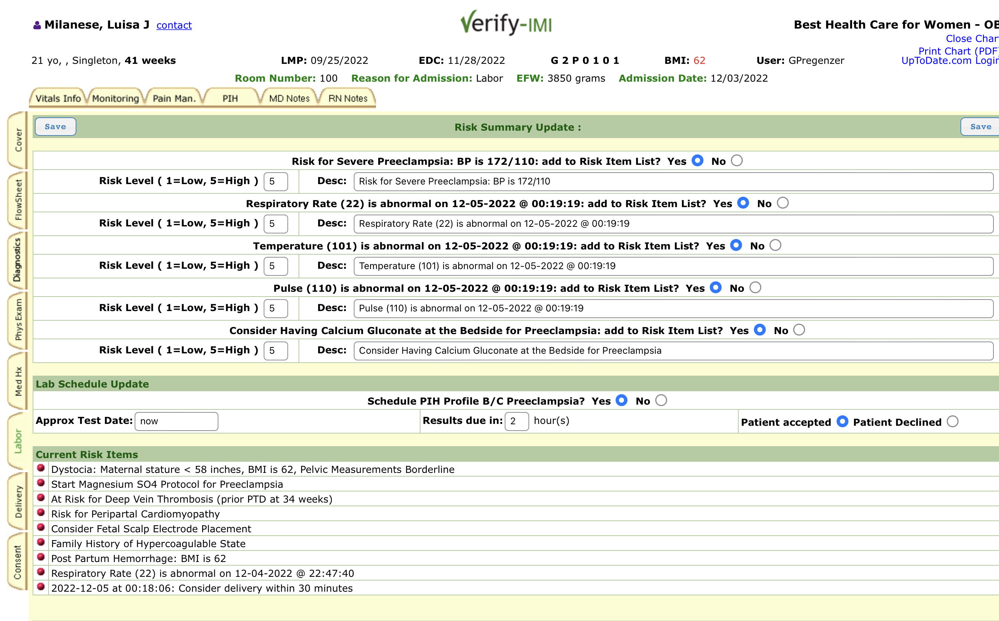 Milanese, Luisa J contact
Verify-IMI
Best Health Care for Women - OB
Close Chart
Print Chart (PDF)
21 yo, , Singleton, 41 weeks LMP: 09/25/2022 EDC: 11/28/2022 G 2 P 0 1 0 1 BMI: 62 User: GPregenzer UpToDate.com Login
Room Number: 100 Reason for Admission: Labor EFW: 3850 grams Admission Date: 12/03/2022
Vitals Info Monitoring Pain Man. PIH MD Notes RN Notes
Cover
FlowSheet
Diagnostics
Phys Exam
Med Hx
Labor
Delivery
Consent
Save Risk Summary Update : Save
Risk for Severe Preeclampsia: BP is 172/110: add to Risk Item List? Yes No
Risk Level ( 1=Low, 5=High ) 5 Desc: Risk for Severe Preeclampsia: BP is 172/110
Respiratory Rate (22) is abnormal on 12-05-2022 @ 00:19:19: add to Risk Item List? Yes No
Risk Level ( 1=Low, 5=High ) 5 Desc: Respiratory Rate (22) is abnormal on 12-05-2022 @ 00:19:19
Temperature (101) is abnormal on 12-05-2022 @ 00:19:19: add to Risk Item List? Yes No
Risk Level ( 1=Low, 5=High ) 5 Desc: Temperature (101) is abnormal on 12-05-2022 @ 00:19:19
Pulse (110) is abnormal on 12-05-2022 @ 00:19:19: add to Risk Item List? Yes No
Risk Level ( 1=Low, 5=High ) 5 Desc: Pulse (110) is abnormal on 12-05-2022 @ 00:19:19
Consider Having Calcium Gluconate at the Bedside for Preeclampsia: add to Risk Item List? Yes No
Risk Level ( 1=Low, 5=High ) 5 Desc: Consider Having Calcium Gluconate at the Bedside for Preeclampsia
Lab Schedule Update
Schedule PIH Profile B/C Preeclampsia? Yes No
Approx Test Date: now Results due in: 2 hour(s) Patient accepted Patient Declined
Current Risk Items
Dystocia: Maternal stature < 58 inches, BMI is 62, Pelvic Measurements Borderline
Start Magnesium SO4 Protocol for Preeclampsia
At Risk for Deep Vein Thrombosis (prior PTD at 34 weeks)
Risk for Peripartal Cardiomyopathy
Consider Fetal Scalp Electrode Placement
Family History of Hypercoagulable State
Post Partum Hemorrhage: BMI is 62
Respiratory Rate (22) is abnormal on 12-04-2022 @ 22:47:40
2022-12-05 at 00:18:06: Consider delivery within 30 minutes